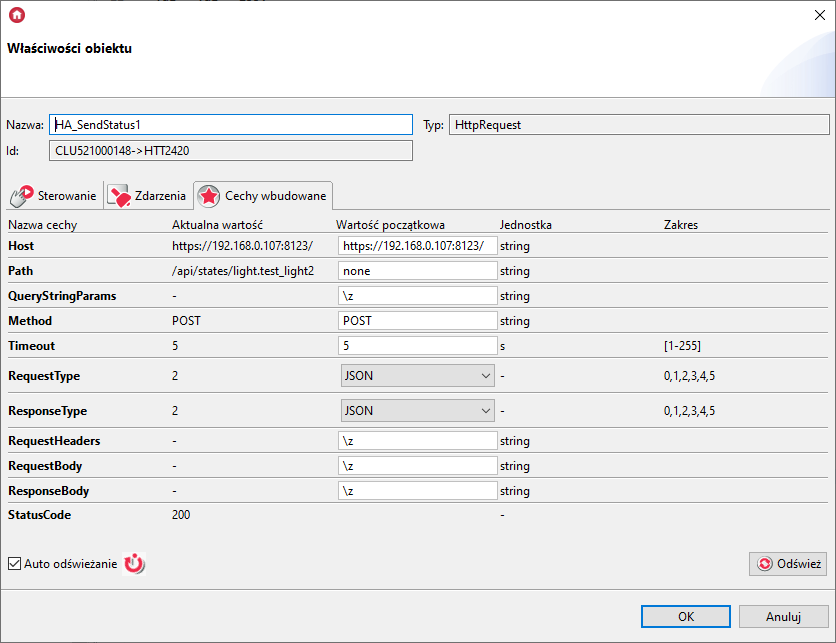 Właściwości obiektu
Nazwa: HA_SendStatus1 Typ: HttpRequest
Id: CLU521000148->HTT2420
Sterowanie Zdarzenia Cechy wbudowane
Nazwa cechy Aktualna wartość Wartość początkowa Jednostka Zakres
Host https://192.168.0.107:8123/ https://192.168.0.107:8123/ string
Path /api/states/light.test_light2 none string
QueryStringParams - \z string
Method POST POST string
Timeout 5 5 s [1-255]
RequestType 2 JSON - 0,1,2,3,4,5
ResponseType 2 JSON - 0,1,2,3,4,5
RequestHeaders - \z string
RequestBody - \z string
ResponseBody - \z string
StatusCode 200 -
Auto odświeżanie Odśwież
OK Anuluj